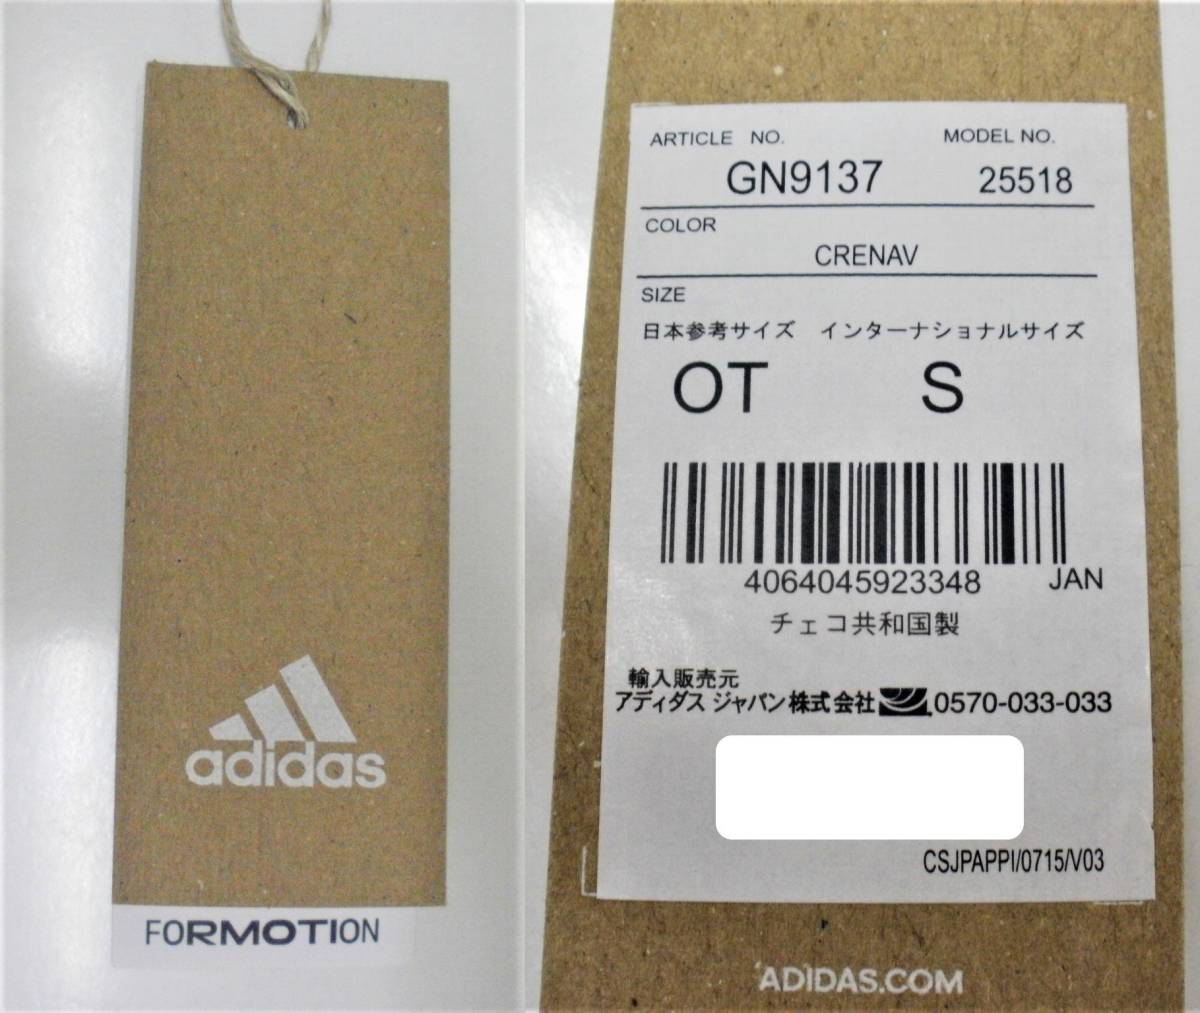 adidas
FORMOTION
ARTICLE NO. MODEL NO.
GN9137 25518
COLOR
CRENAV
SIZE
日本参考サイズ インターナショナルサイズ
OT S
4064045923348 JAN
チェコ共和国製
輸入販売元
アディダス ジャパン株式会社 0570-033-033
CSJPAPPI/0715/V03
ADIDAS.COM